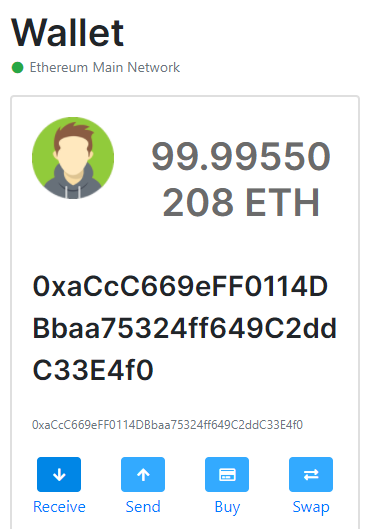 Wallet
Ethereum Main Network
99.99550
208 ETH
0xaCcC669eFF0114D
Bbaa75324ff649C2dd
C33E4f0
0xaCcC669eFF0114DBbaa75324ff649C2ddC33E4f0
Receive Send Buy Swap